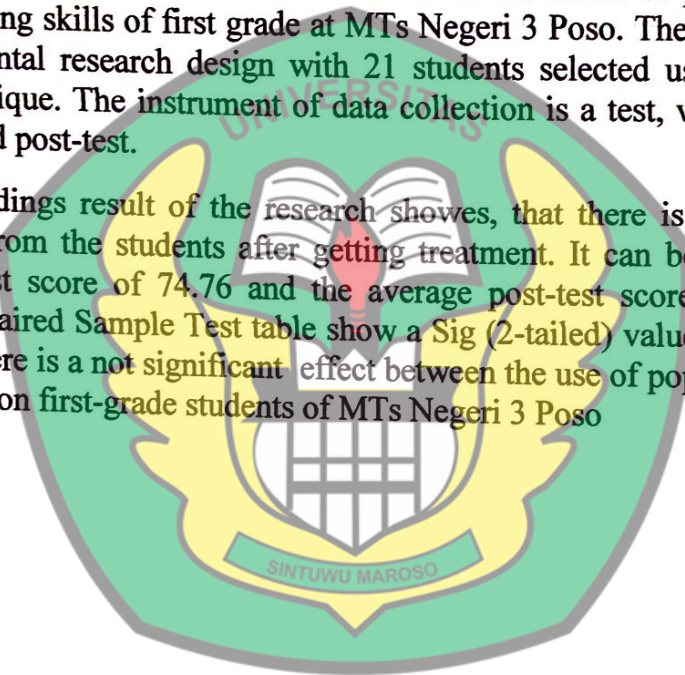 ng skills of first grade at MTs Negeri 3 Poso. The
ntal research design with 21 students selected
ique. The instrument of data collection is a test,
post-test.
dings result of the research showes, that there is
rom the students after getting treatment. It can
score of 74.76 and the average post-test score
aired Sample Test table show a Sig (2-tailed) value
ere is a not significant effect between the use of
on first-grade students of MTs Negeri 3 Poso
UNIVERSITAS
SINTUWU MAROSO